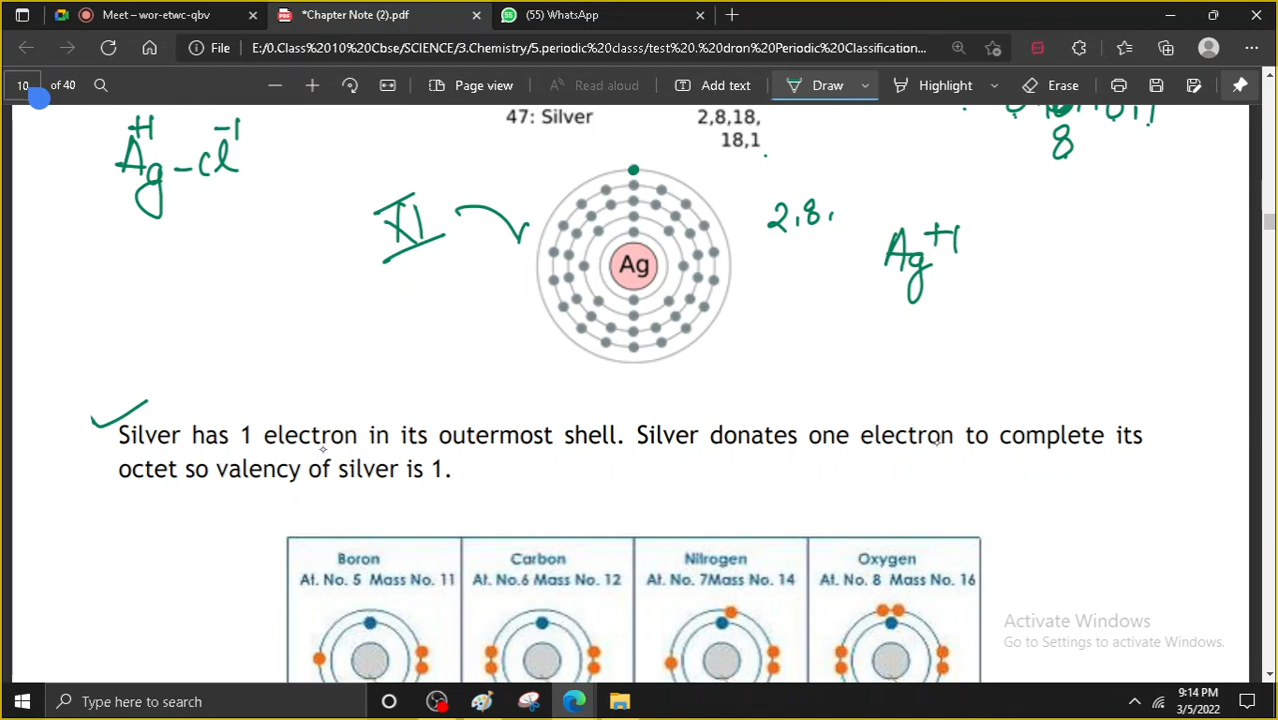 Meet – wor-etwc-qbv
*Chapter Note (2).pdf
(55) WhatsApp
File
E:/0.Class%2010%20Cbse/SCIENCE/3.Chemistry/5.periodic%20classs/test%20.%20dron%20Periodic%20Classification...
10 of 40
Page view
Read aloud
Add text
Draw
Highlight
Erase
47: Silver 2,8,18,
18,1
Ag+1 – cl–1
8
XI
2,8,
Ag+1
Ag
Silver has 1 electron in its outermost shell. Silver donates one electron to complete its
octet so valency of silver is 1.
Boron Carbon Nitrogen Oxygen
At. No. 5 Mass No. 11 At. No.6 Mass No. 12 At. No. 7Mass No. 14 At. No. 8 Mass No. 16
Activate Windows
Go to Settings to activate Windows.
Type here to search
9:14 PM
3/5/2022